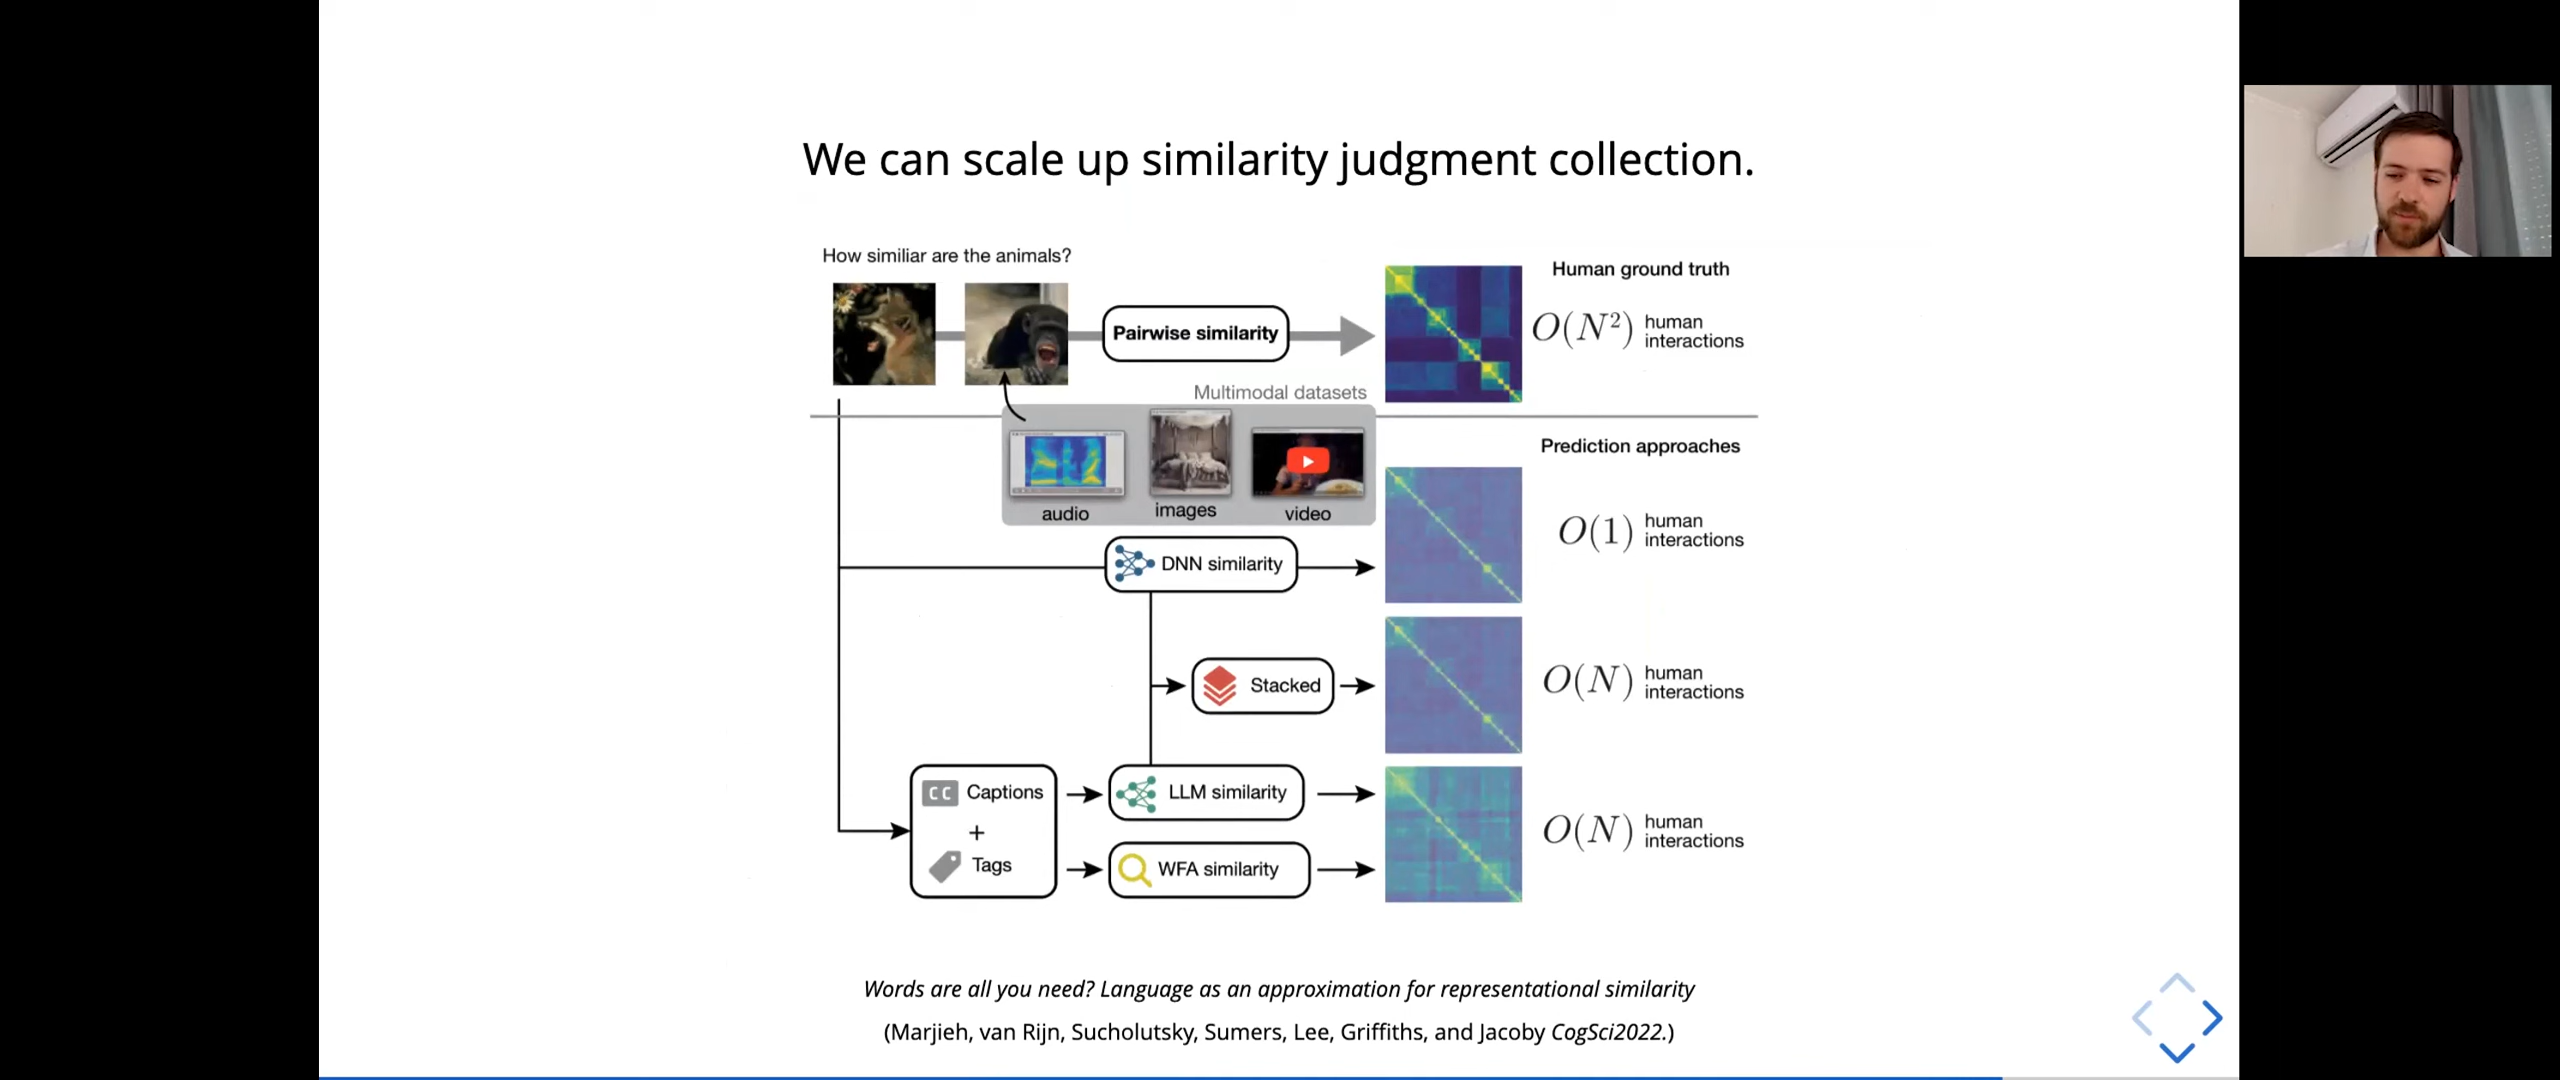 We can scale up similarity judgment collection.
How similiar are the animals?
Pairwise similarity
Human ground truth
O(N²) human interactions
Multimodal datasets
audio
images
video
Prediction approaches
DNN similarity
O(1) human interactions
Stacked
O(N) human interactions
CC Captions
+
Tags
LLM similarity
WFA similarity
O(N) human interactions
Words are all you need? Language as an approximation for representational similarity
(Marjieh, van Rijn, Sucholutsky, Sumers, Lee, Griffiths, and Jacoby CogSci2022.)